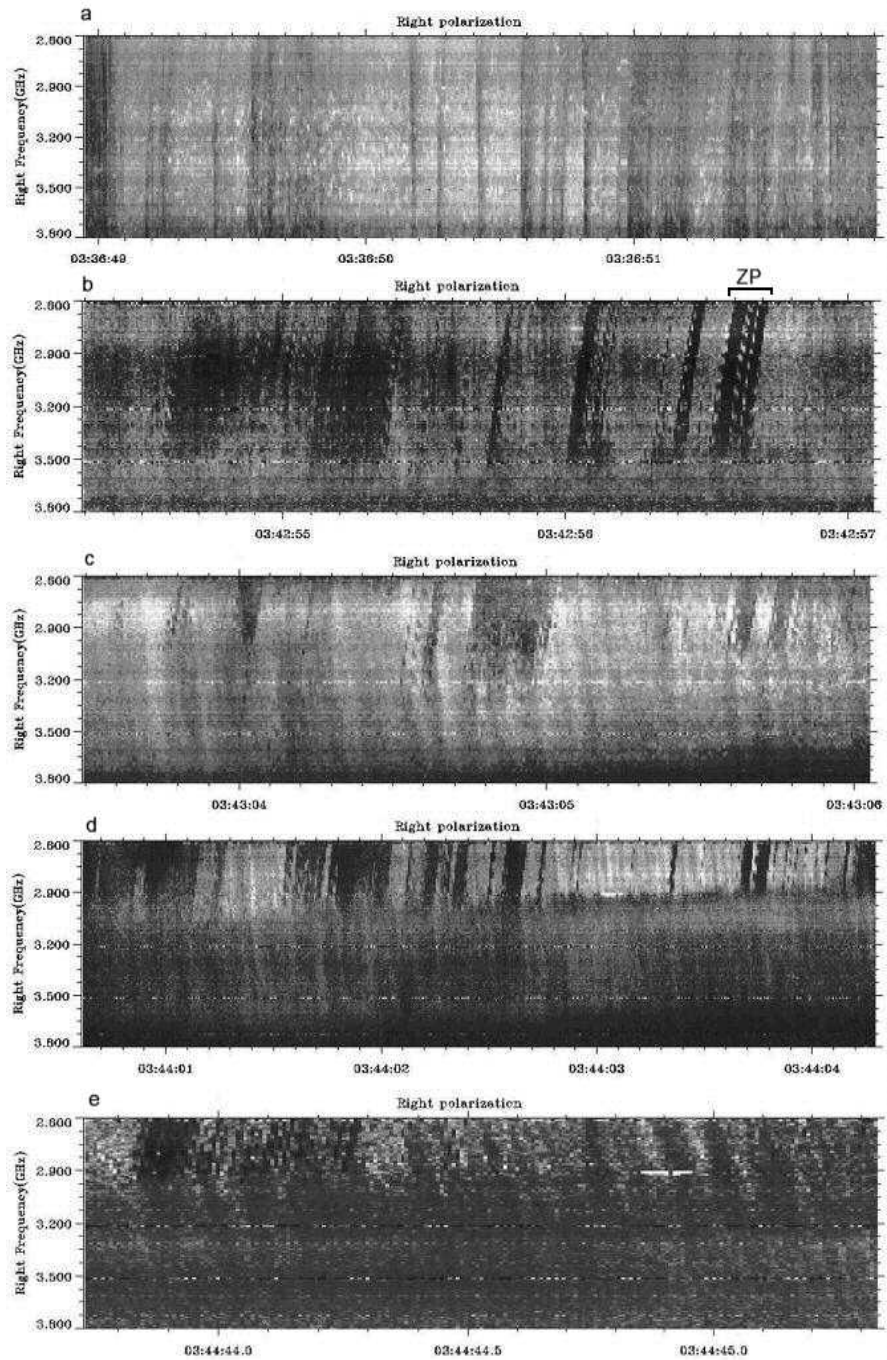 a
Right polarization
Right Frequency(GHz)
2.600
2.900
3.200
3.500
3.800
03:36:49 03:36:50 03:36:51
ZP
b
Right polarization
Right Frequency(GHz)
2.600
2.900
3.200
3.500
3.800
03:42:55 03:42:56 03:42:57
c
Right polarization
Right Frequency(GHz)
2.600
2.900
3.200
3.500
3.800
03:43:04 03:43:05 03:43:06
d
Right polarization
Right Frequency(GHz)
2.600
2.900
3.200
3.500
3.800
03:44:01 03:44:02 03:44:03 03:44:04
e
Right polarization
Right Frequency(GHz)
2.600
2.900
3.200
3.500
3.800
03:44:44.0 03:44:44.5 03:44:45.0